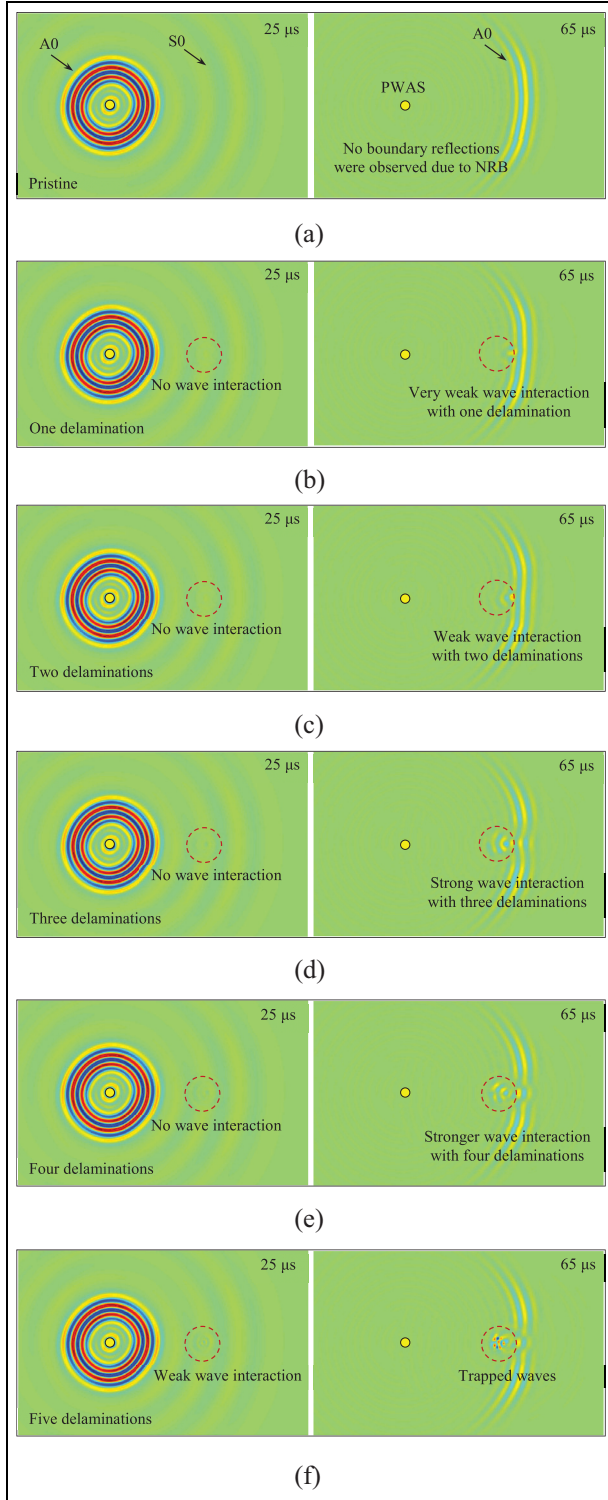 25 μs
A0
S0
Pristine
65 μs
A0
PWAS
No boundary reflections
were observed due to NRB
(a)
25 μs
No wave interaction
One delamination
65 μs
Very weak wave interaction
with one delamination
(b)
25 μs
No wave interaction
Two delaminations
65 μs
Weak wave interaction
with two delaminations
(c)
25 μs
No wave interaction
Three delaminations
65 μs
Strong wave interaction
with three delaminations
(d)
25 μs
No wave interaction
Four delaminations
65 μs
Stronger wave interaction
with four delaminations
(e)
25 μs
Weak wave interaction
Five delaminations
65 μs
Trapped waves
(f)